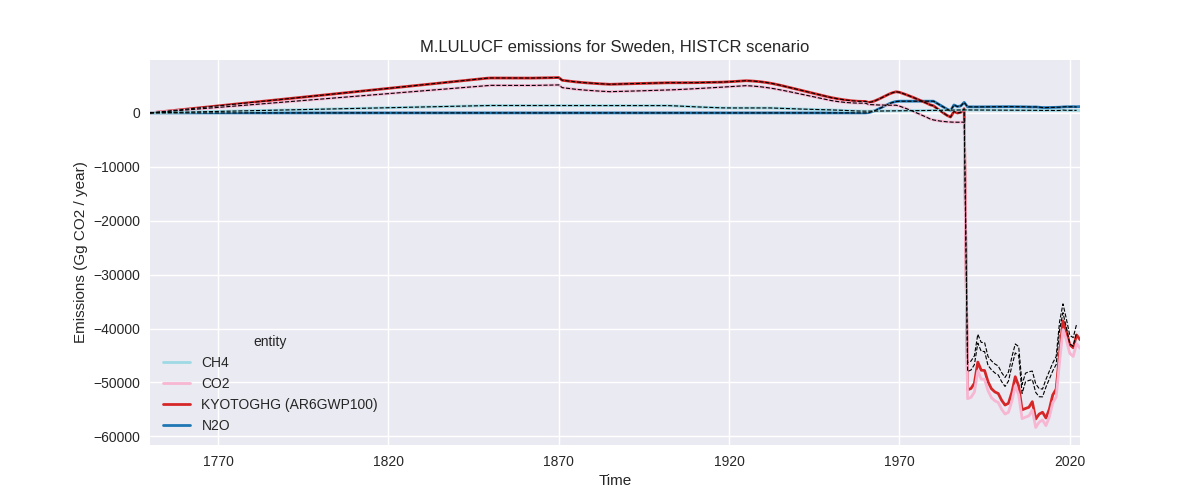 M.LULUCF emissions for Sweden, HISTCR scenario
Emissions (Gg CO2 / year)
0
−10000
−20000
−30000
−40000
−50000
−60000
entity
CH4
CO2
KYOTOGHG (AR6GWP100)
N2O
1770
1820
1870
1920
1970
2020
Time